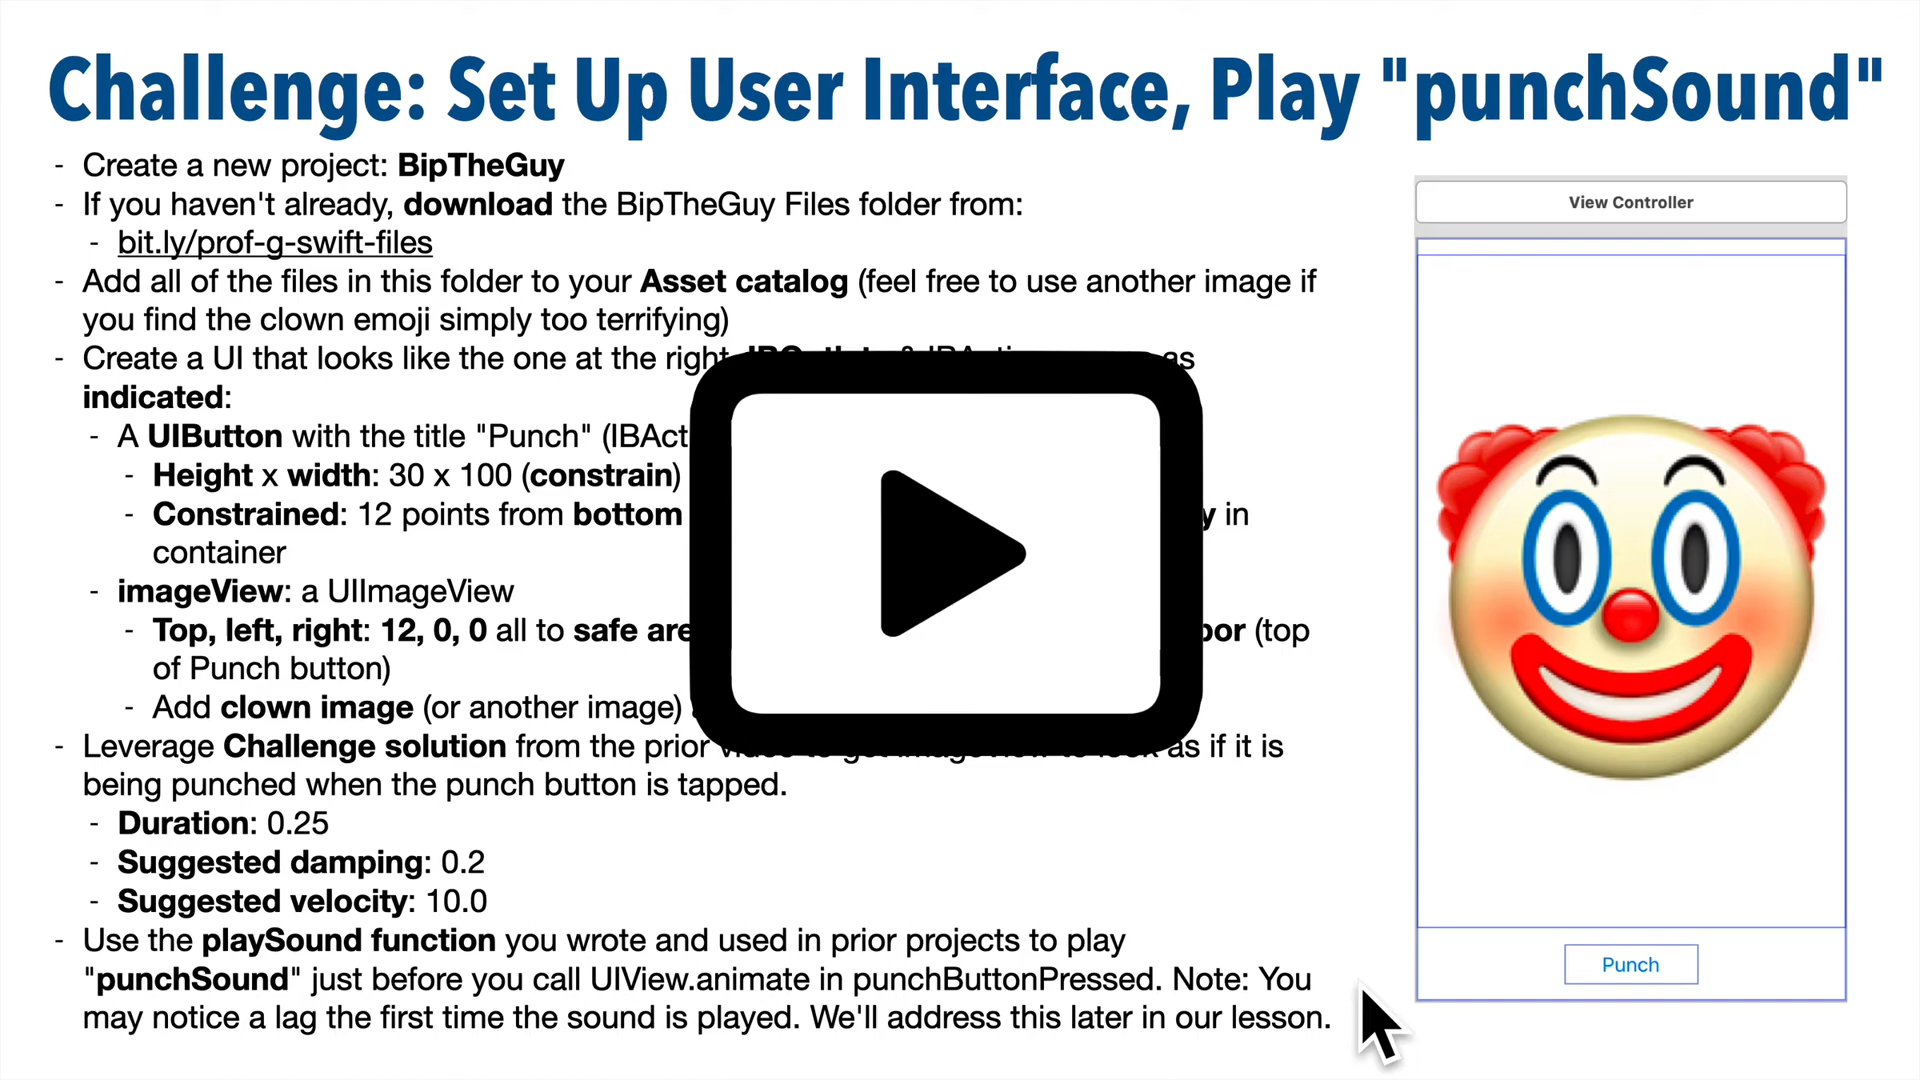 Challenge: Set Up User Interface, Play "punchSound"
- Create a new project: BipTheGuy
- If you haven't already, download the BipTheGuy Files folder from:
- bit.ly/prof-g-swift-files
- Add all of the files in this folder to your Asset catalog (feel free to use another image if
you find the clown emoji simply too terrifying)
- Create a UI that looks like the one at the right, as
indicated:
- A UIButton with the title "Punch"
- Height x width: 30 x 100 (constrain)
- Constrained: 12 points from bottom in
container
- imageView: a UIImageView
- Top, left, right: 12, 0, 0 all to safe (top
of Punch button)
- Add clown image (or another image)
- Leverage Challenge solution from the prior as if it is
being punched when the punch button is tapped.
- Duration: 0.25
- Suggested damping: 0.2
- Suggested velocity: 10.0
- Use the playSound function you wrote and used in prior projects to play
"punchSound" just before you call UIView.animate in punchButtonPressed. Note: You
may notice a lag the first time the sound is played. We'll address this later in our lesson.
View Controller
Punch